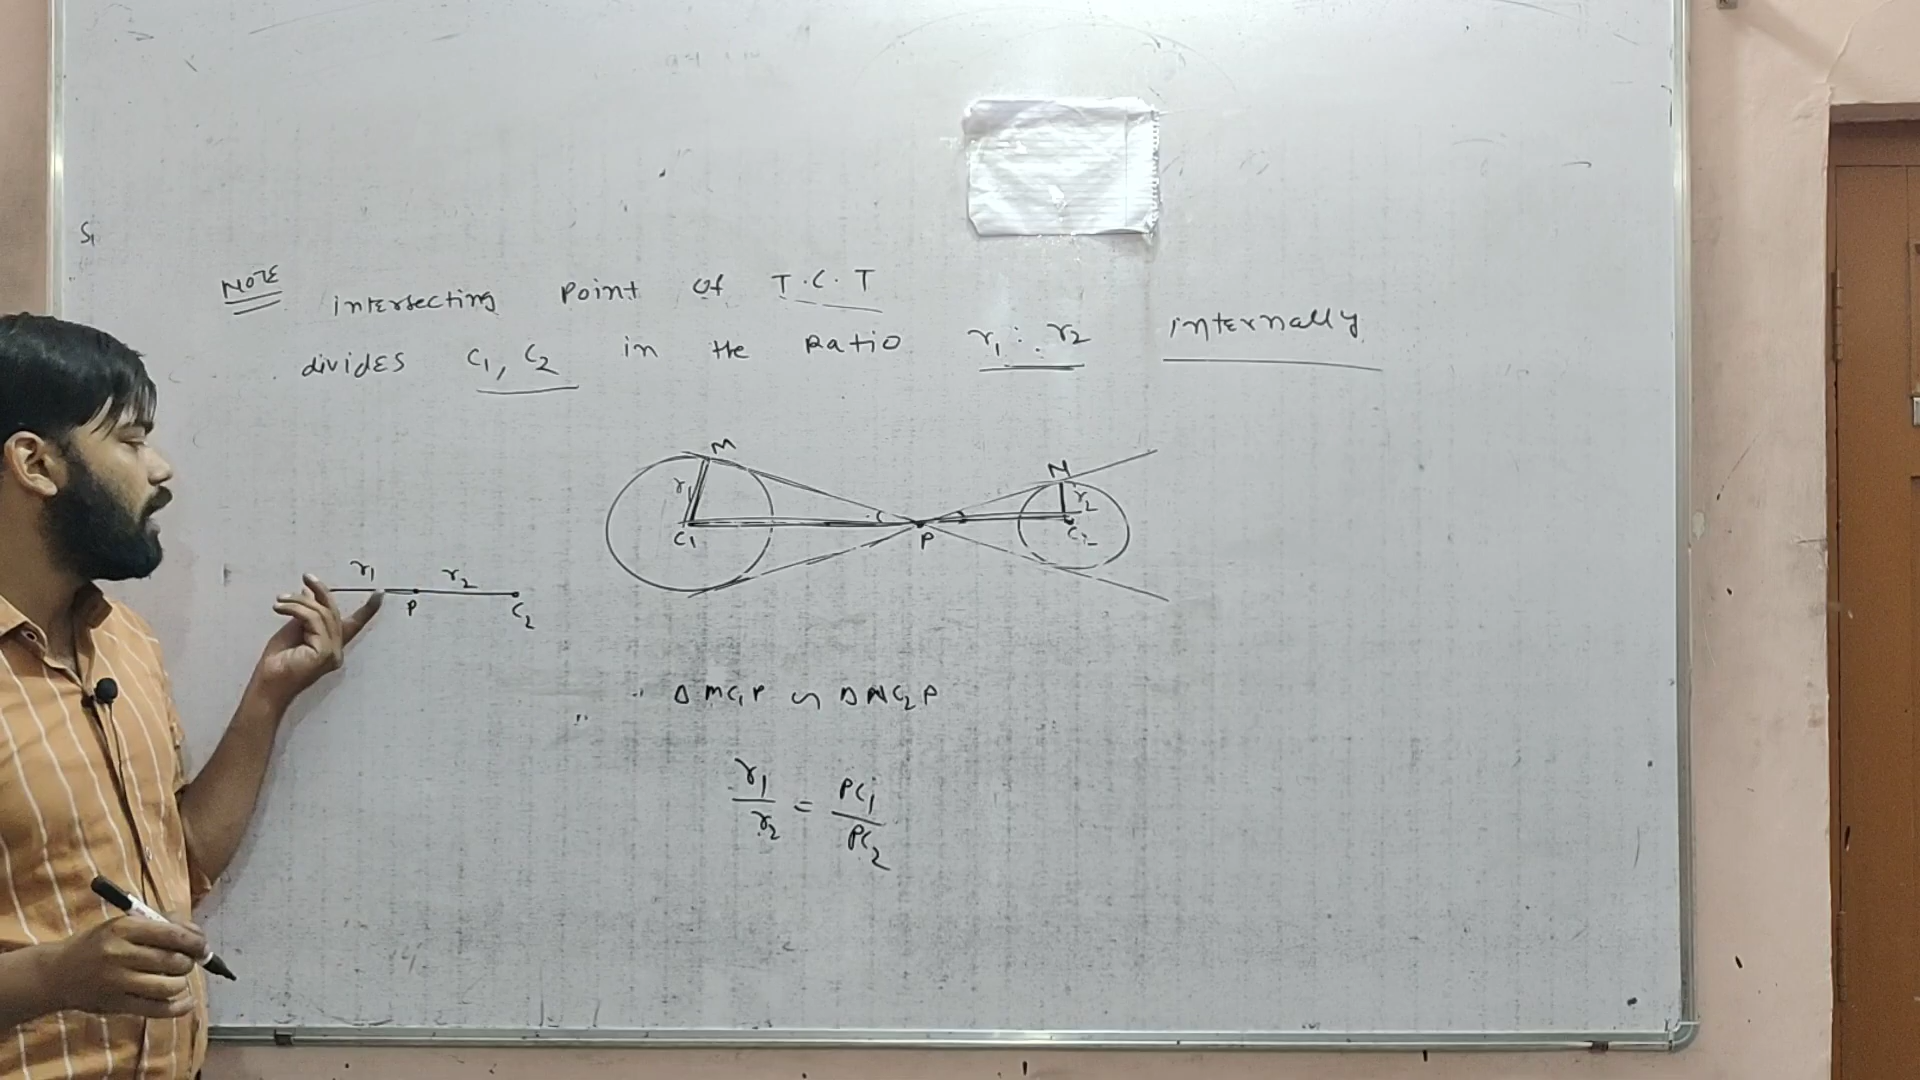 S1
NOTE intersecting point of T.C.T
divides C1, C2 in the Ratio r1 : r2 internally
M
N
r1
r2
C1
P
C2
r1 r2
P C2
∵ Δ MC1P ∽ Δ NC2P
r1/r2 = PC1/PC2